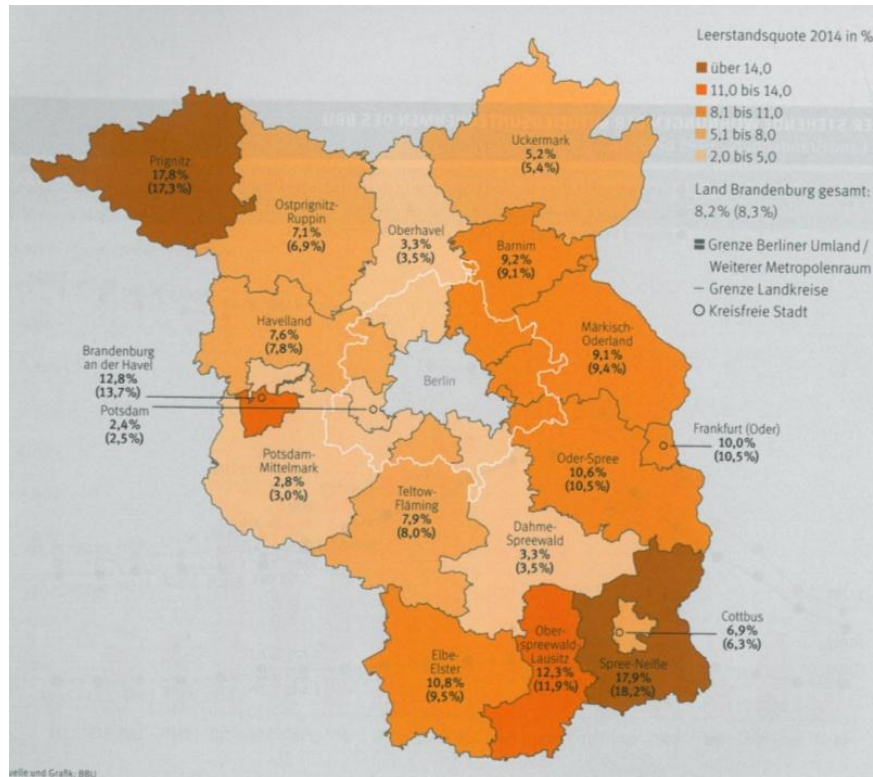 Leerstandsquote 2014 in %
über 14,0
11,0 bis 14,0
8,1 bis 11,0
5,1 bis 8,0
2,0 bis 5,0
Land Brandenburg gesamt:
8,2% (8,3%)
Grenze Berliner Umland /
Weiterer Metropolenraum
Grenze Landkreise
Kreisfreie Stadt
Prignitz
17,8%
(17,3%)
Ostprignitz-
Ruppin
7,1%
(6,9%)
Oberhavel
3,3%
(3,5%)
Uckermark
5,2%
(5,4%)
Barnim
9,2%
(9,1%)
Märkisch-
Oderland
9,1%
(9,4%)
Havelland
7,6%
(7,8%)
Brandenburg
an der Havel
12,8%
(13,7%)
Potsdam
2,4%
(2,5%)
Berlin
Potsdam-
Mittelmark
2,8%
(3,0%)
Teltow-
Fläming
7,9%
(8,0%)
Dahme-
Spreewald
3,3%
(3,5%)
Oder-Spree
10,6%
(10,5%)
Frankfurt (Oder)
10,0%
(10,5%)
Cottbus
6,9%
(6,3%)
Spree-Neiße
17,9%
(18,2%)
Ober-
spreewald-
Lausitz
12,3%
(11,9%)
Elbe-
Elster
10,8%
(9,5%)
uelle und Grafik: BBU